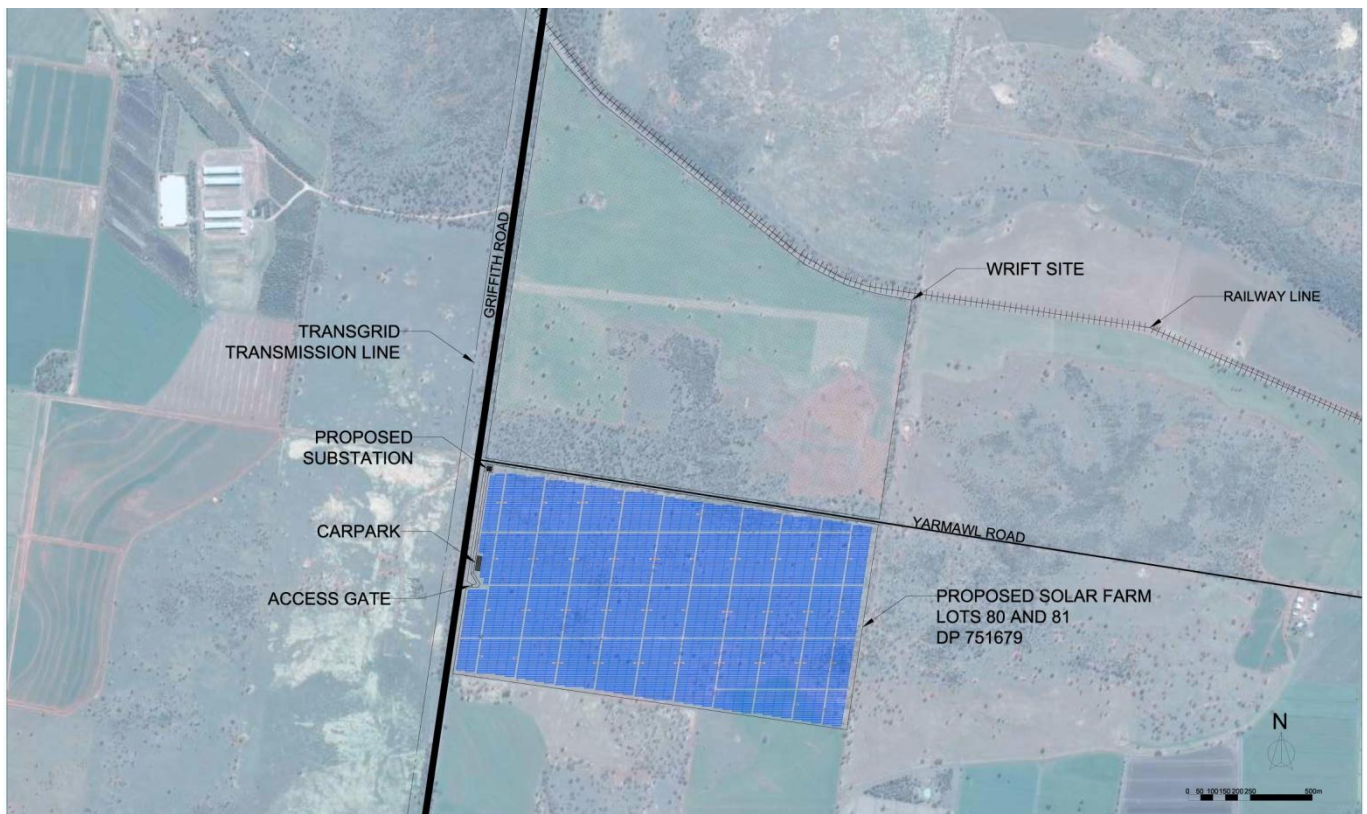 GRIFFITH ROAD
WRIFT SITE
RAILWAY LINE
TRANSGRID
TRANSMISSION LINE
PROPOSED
SUBSTATION
CARPARK
YARMAWL ROAD
ACCESS GATE
PROPOSED SOLAR FARM
LOTS 80 AND 81
DP 751679
N
0 50 100 150 200 250 500m